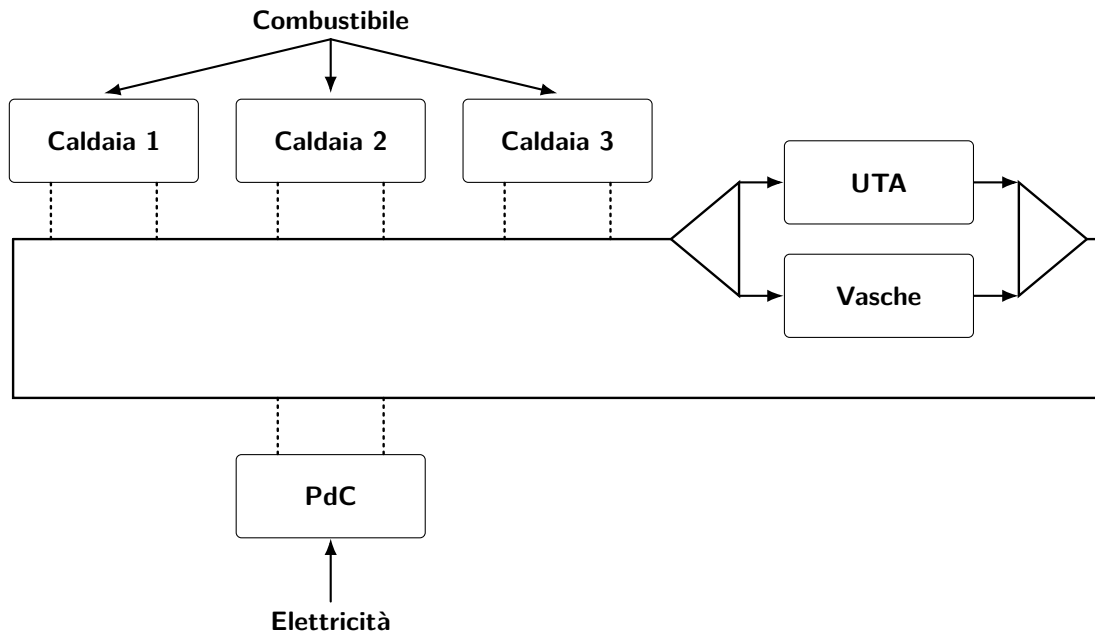 Combustibile
Caldaia 1
Caldaia 2
Caldaia 3
UTA
Vasche
PdC
Elettricità